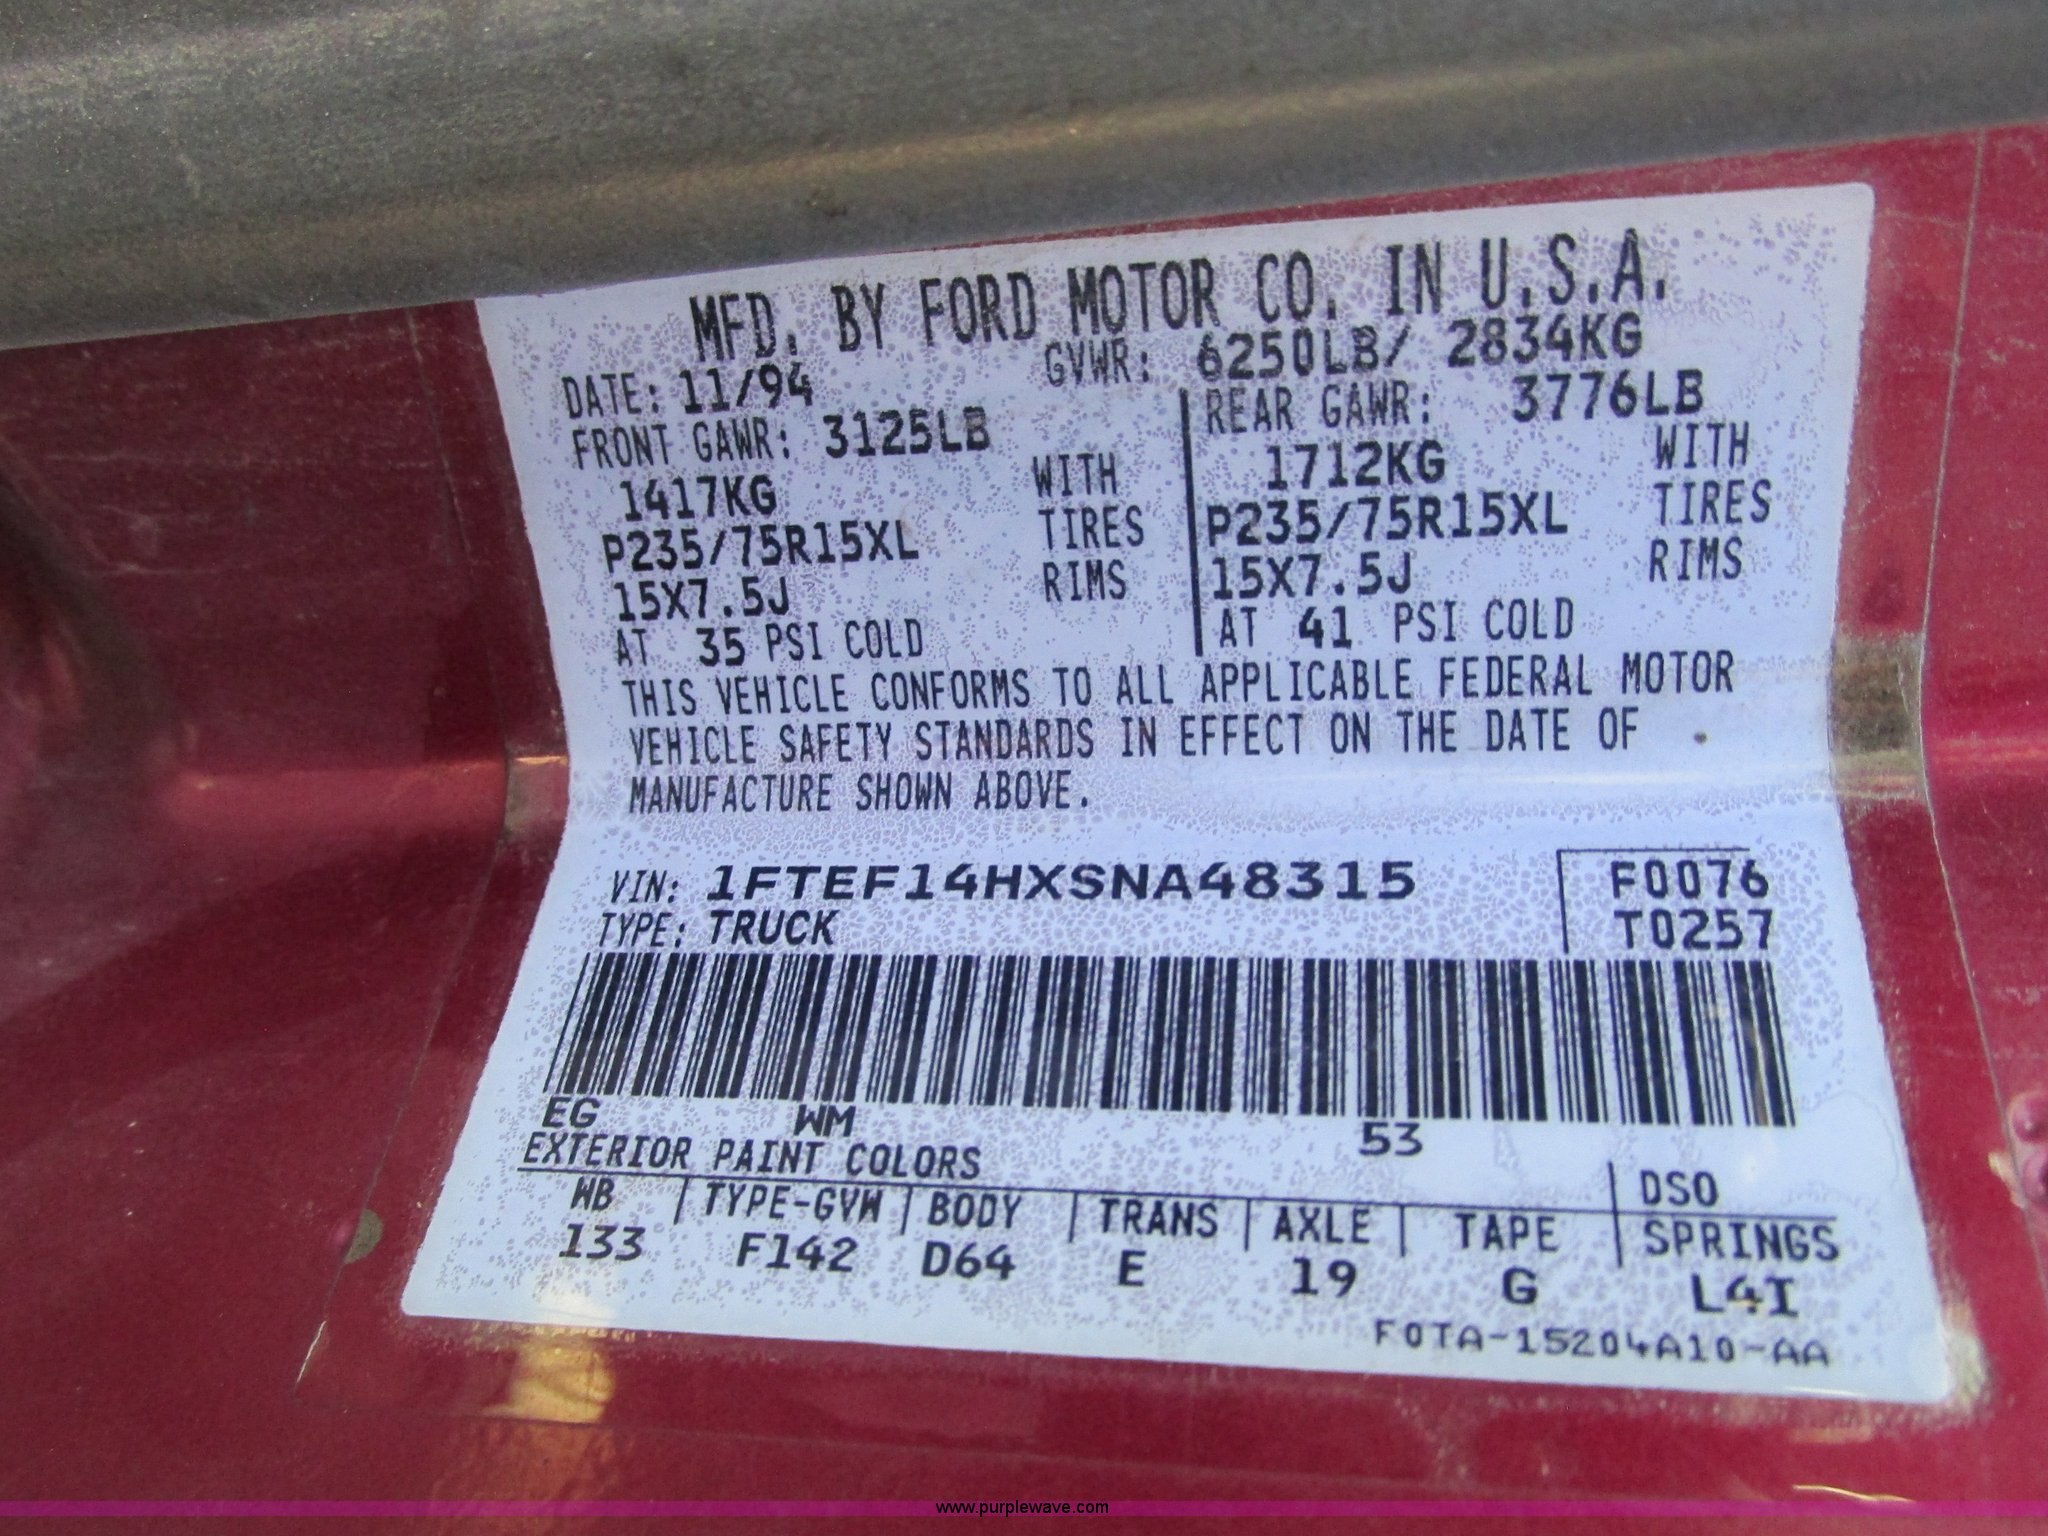 MFD. BY FORD MOTOR CO. IN U.S.A.
DATE: 11/94 GVWR: 6250LB/ 2834KG
FRONT GAWR: 3125LB REAR GAWR: 3776LB
1417KG WITH 1712KG WITH
P235/75R15XL TIRES P235/75R15XL TIRES
15X7.5J RIMS 15X7.5J RIMS
AT 35 PSI COLD AT 41 PSI COLD
THIS VEHICLE CONFORMS TO ALL APPLICABLE FEDERAL MOTOR
VEHICLE SAFETY STANDARDS IN EFFECT ON THE DATE OF
MANUFACTURE SHOWN ABOVE.
VIN: 1FTEF14HXSNA48315 F0076
TYPE: TRUCK T0257
EG WM 53
EXTERIOR PAINT COLORS DSO
WB TYPE-GVW BODY TRANS AXLE TAPE SPRINGS
133 F142 D64 E 19 G L4I
F0TA-15204A10-AA
www.purplewave.com